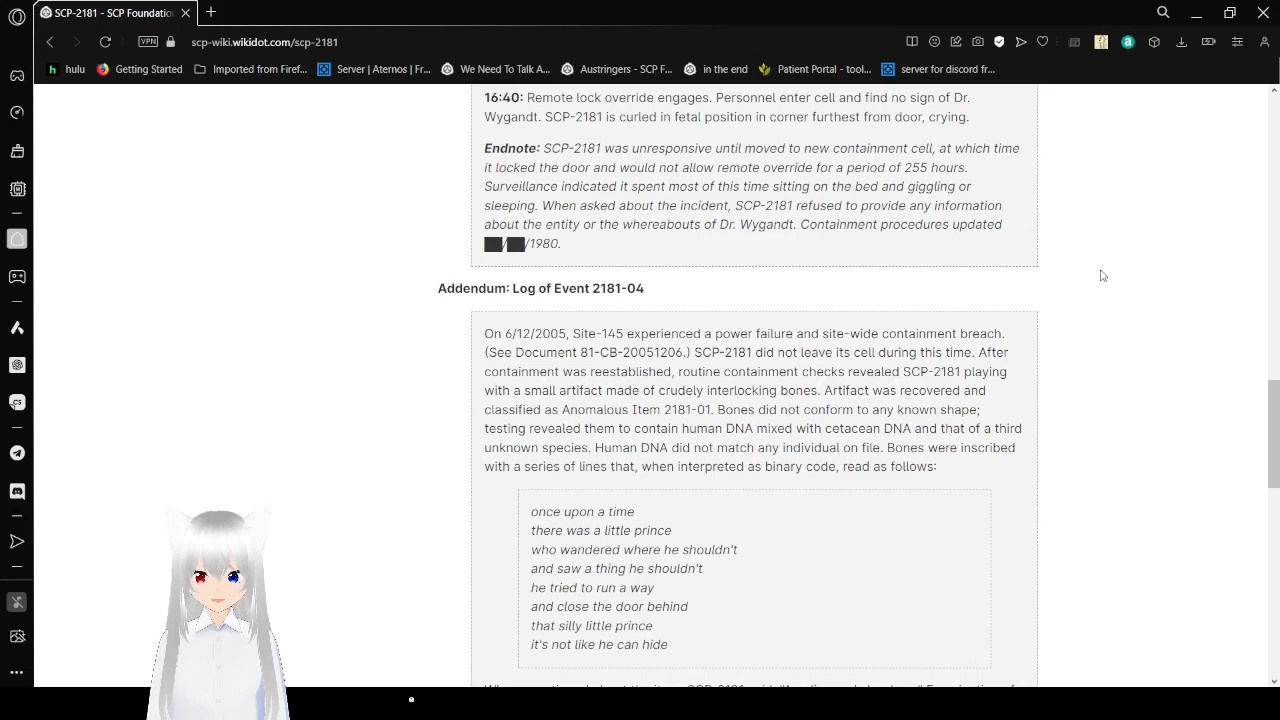 SCP-2181 - SCP Foundatio
VPN
scp-wiki.wikidot.com/scp-2181
hulu
Getting Started
Imported from Firef...
Server | Aternos | Fr...
We Need To Talk A...
Austringers - SCP F...
in the end
Patient Portal - tool...
server for discord fr...
16:40: Remote lock override engages. Personnel enter cell and find no sign of Dr.
Wygandt. SCP-2181 is curled in fetal position in corner furthest from door, crying.
Endnote: SCP-2181 was unresponsive until moved to new containment cell, at which time
it locked the door and would not allow remote override for a period of 255 hours.
Surveillance indicated it spent most of this time sitting on the bed and giggling or
sleeping. When asked about the incident, SCP-2181 refused to provide any information
about the entity or the whereabouts of Dr. Wygandt. Containment procedures updated
██/██/1980.
Addendum: Log of Event 2181-04
On 6/12/2005, Site-145 experienced a power failure and site-wide containment breach.
(See Document 81-CB-20051206.) SCP-2181 did not leave its cell during this time. After
containment was reestablished, routine containment checks revealed SCP-2181 playing
with a small artifact made of crudely interlocking bones. Artifact was recovered and
classified as Anomalous Item 2181-01. Bones did not conform to any known shape;
testing revealed them to contain human DNA mixed with cetacean DNA and that of a third
unknown species. Human DNA did not match any individual on file. Bones were inscribed
with a series of lines that, when interpreted as binary code, read as follows:
once upon a time
there was a little prince
who wandered where he shouldn't
and saw a thing he shouldn't
he tried to run a way
and close the door behind
that silly little prince
it's not like he can hide